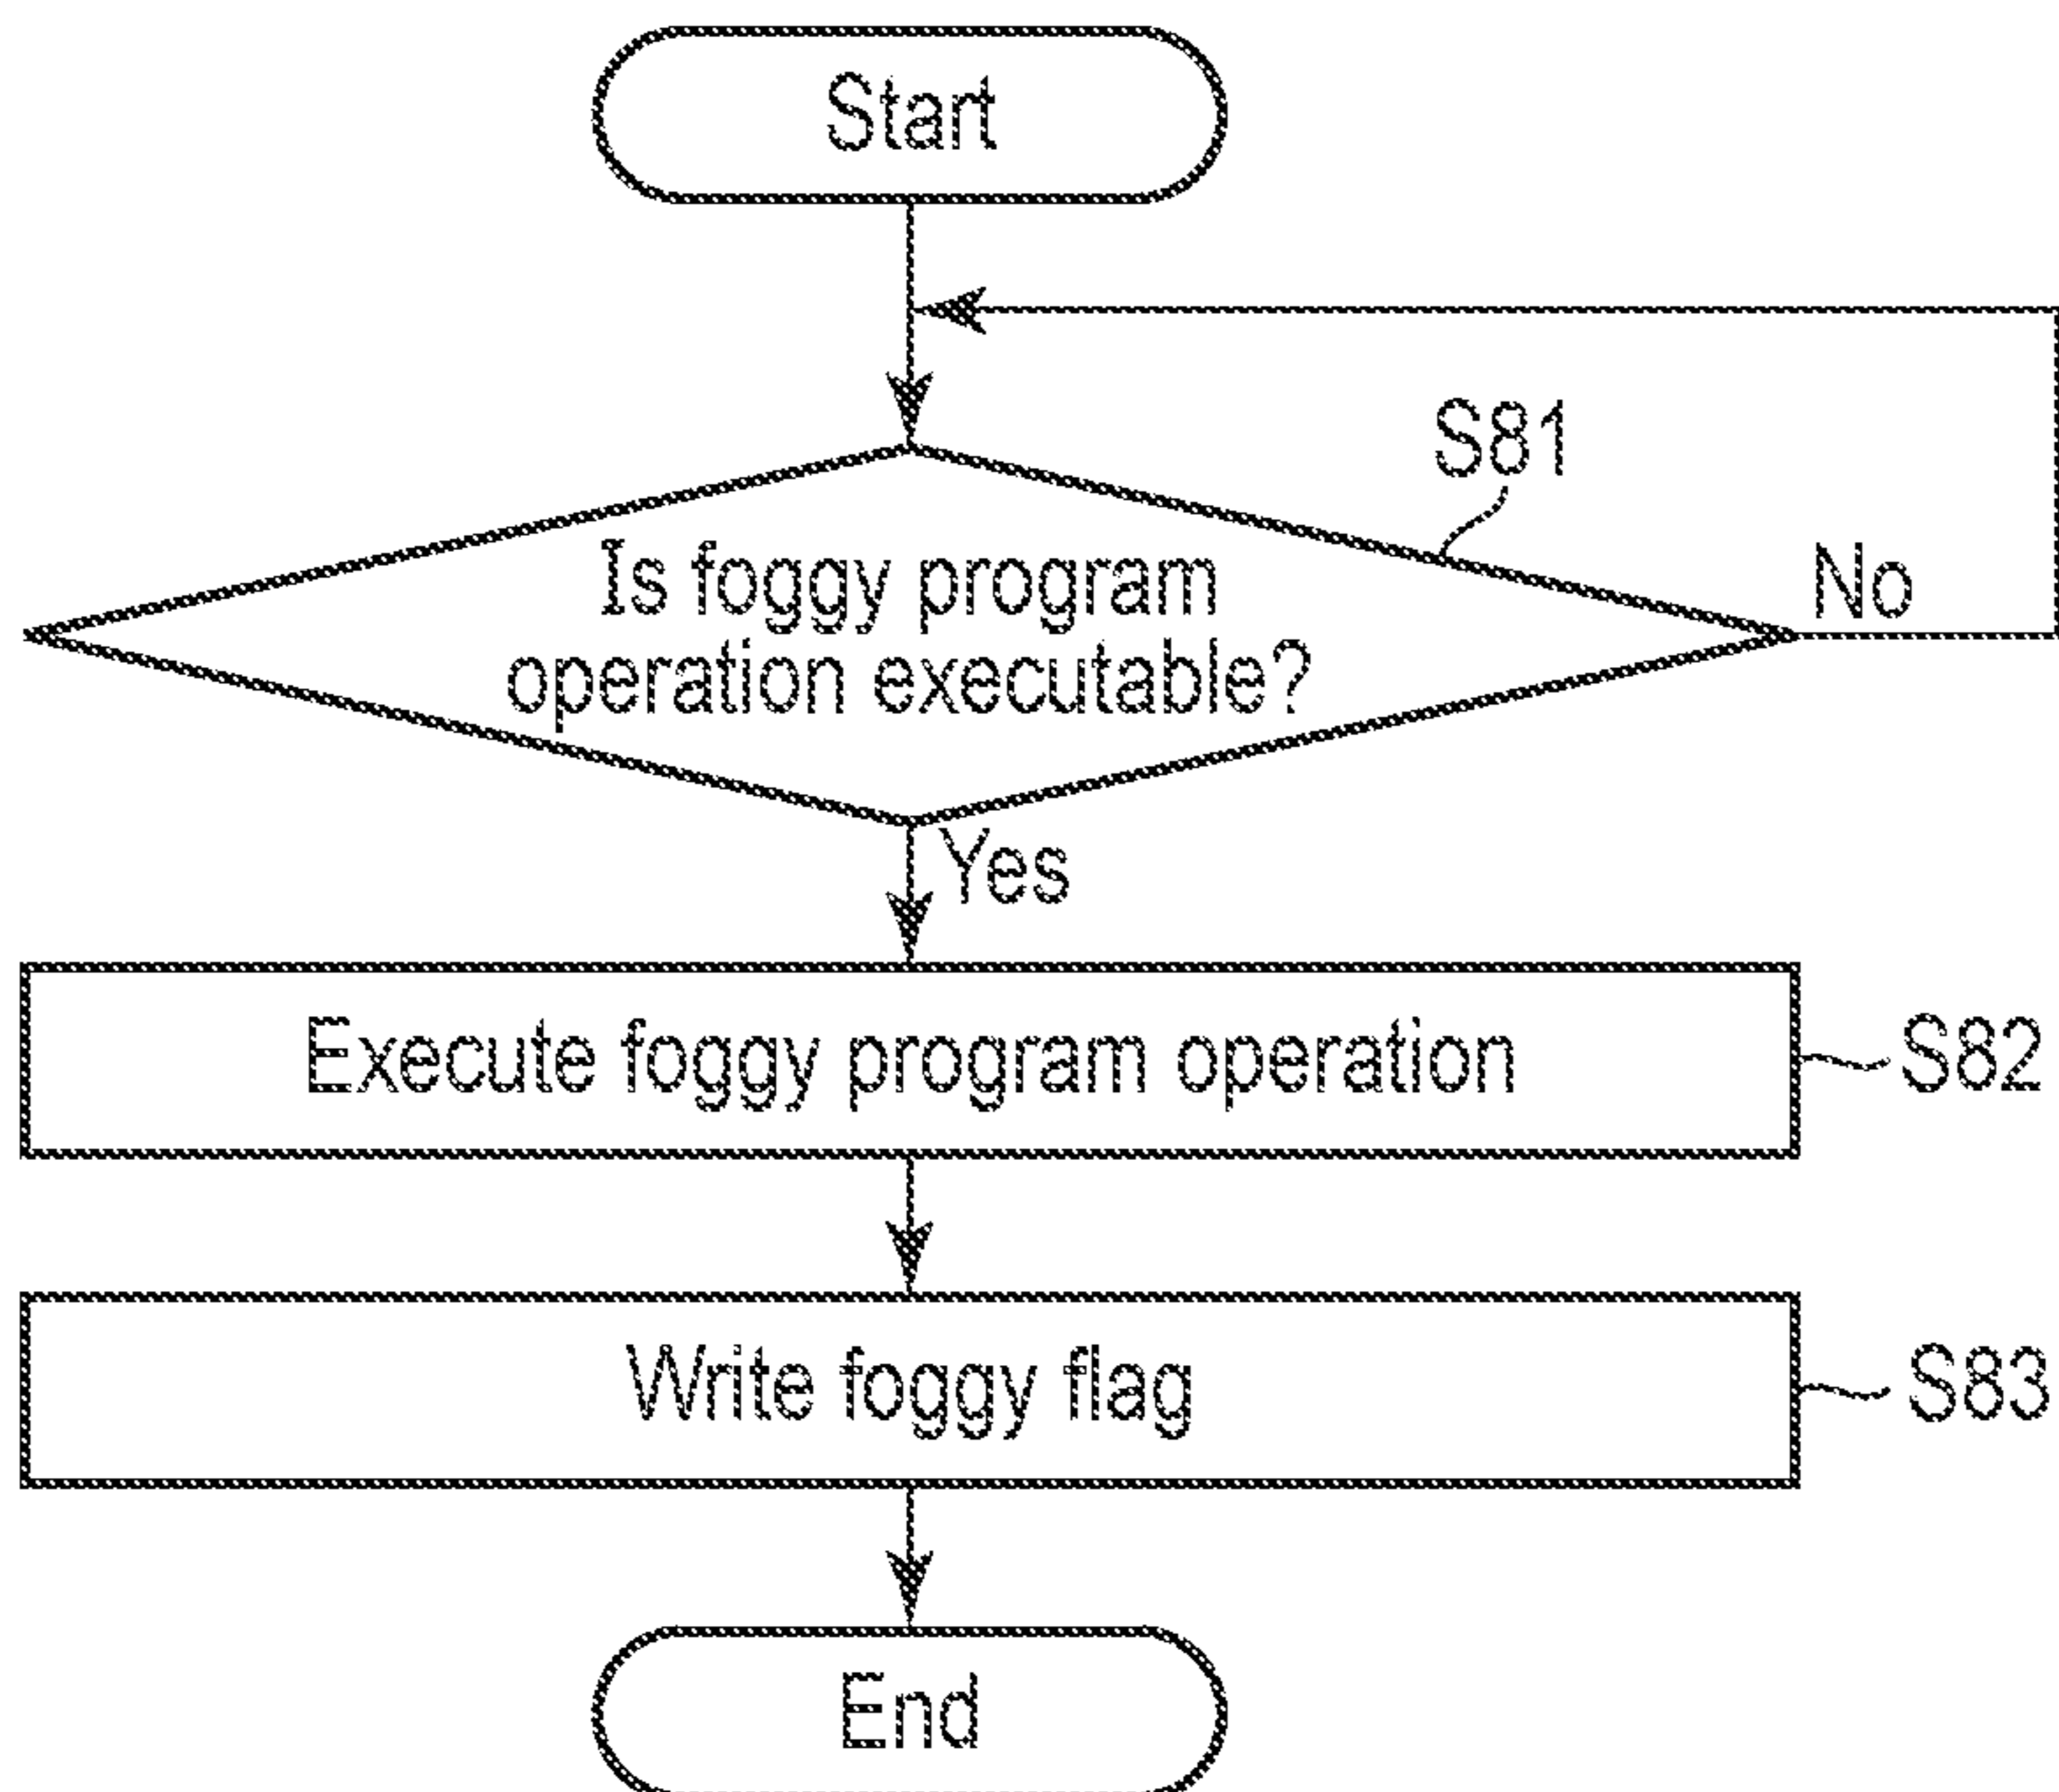 Start
S81
Is foggy program
operation executable?
No
Yes
Execute foggy program operation
S82
Write foggy flag
S83
End